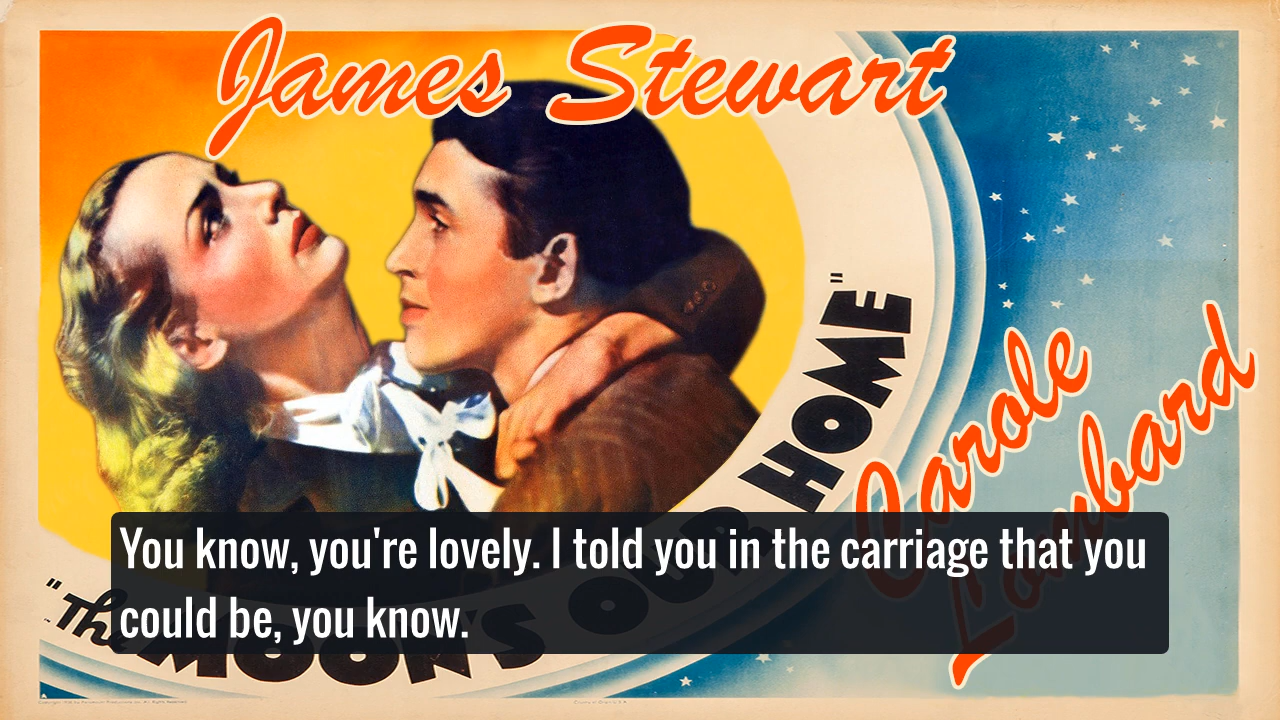 James Stewart
"The MOON'S OUR HOME"
Carole
Lombard
You know, you're lovely. I told you in the carriage that you
could be, you know.